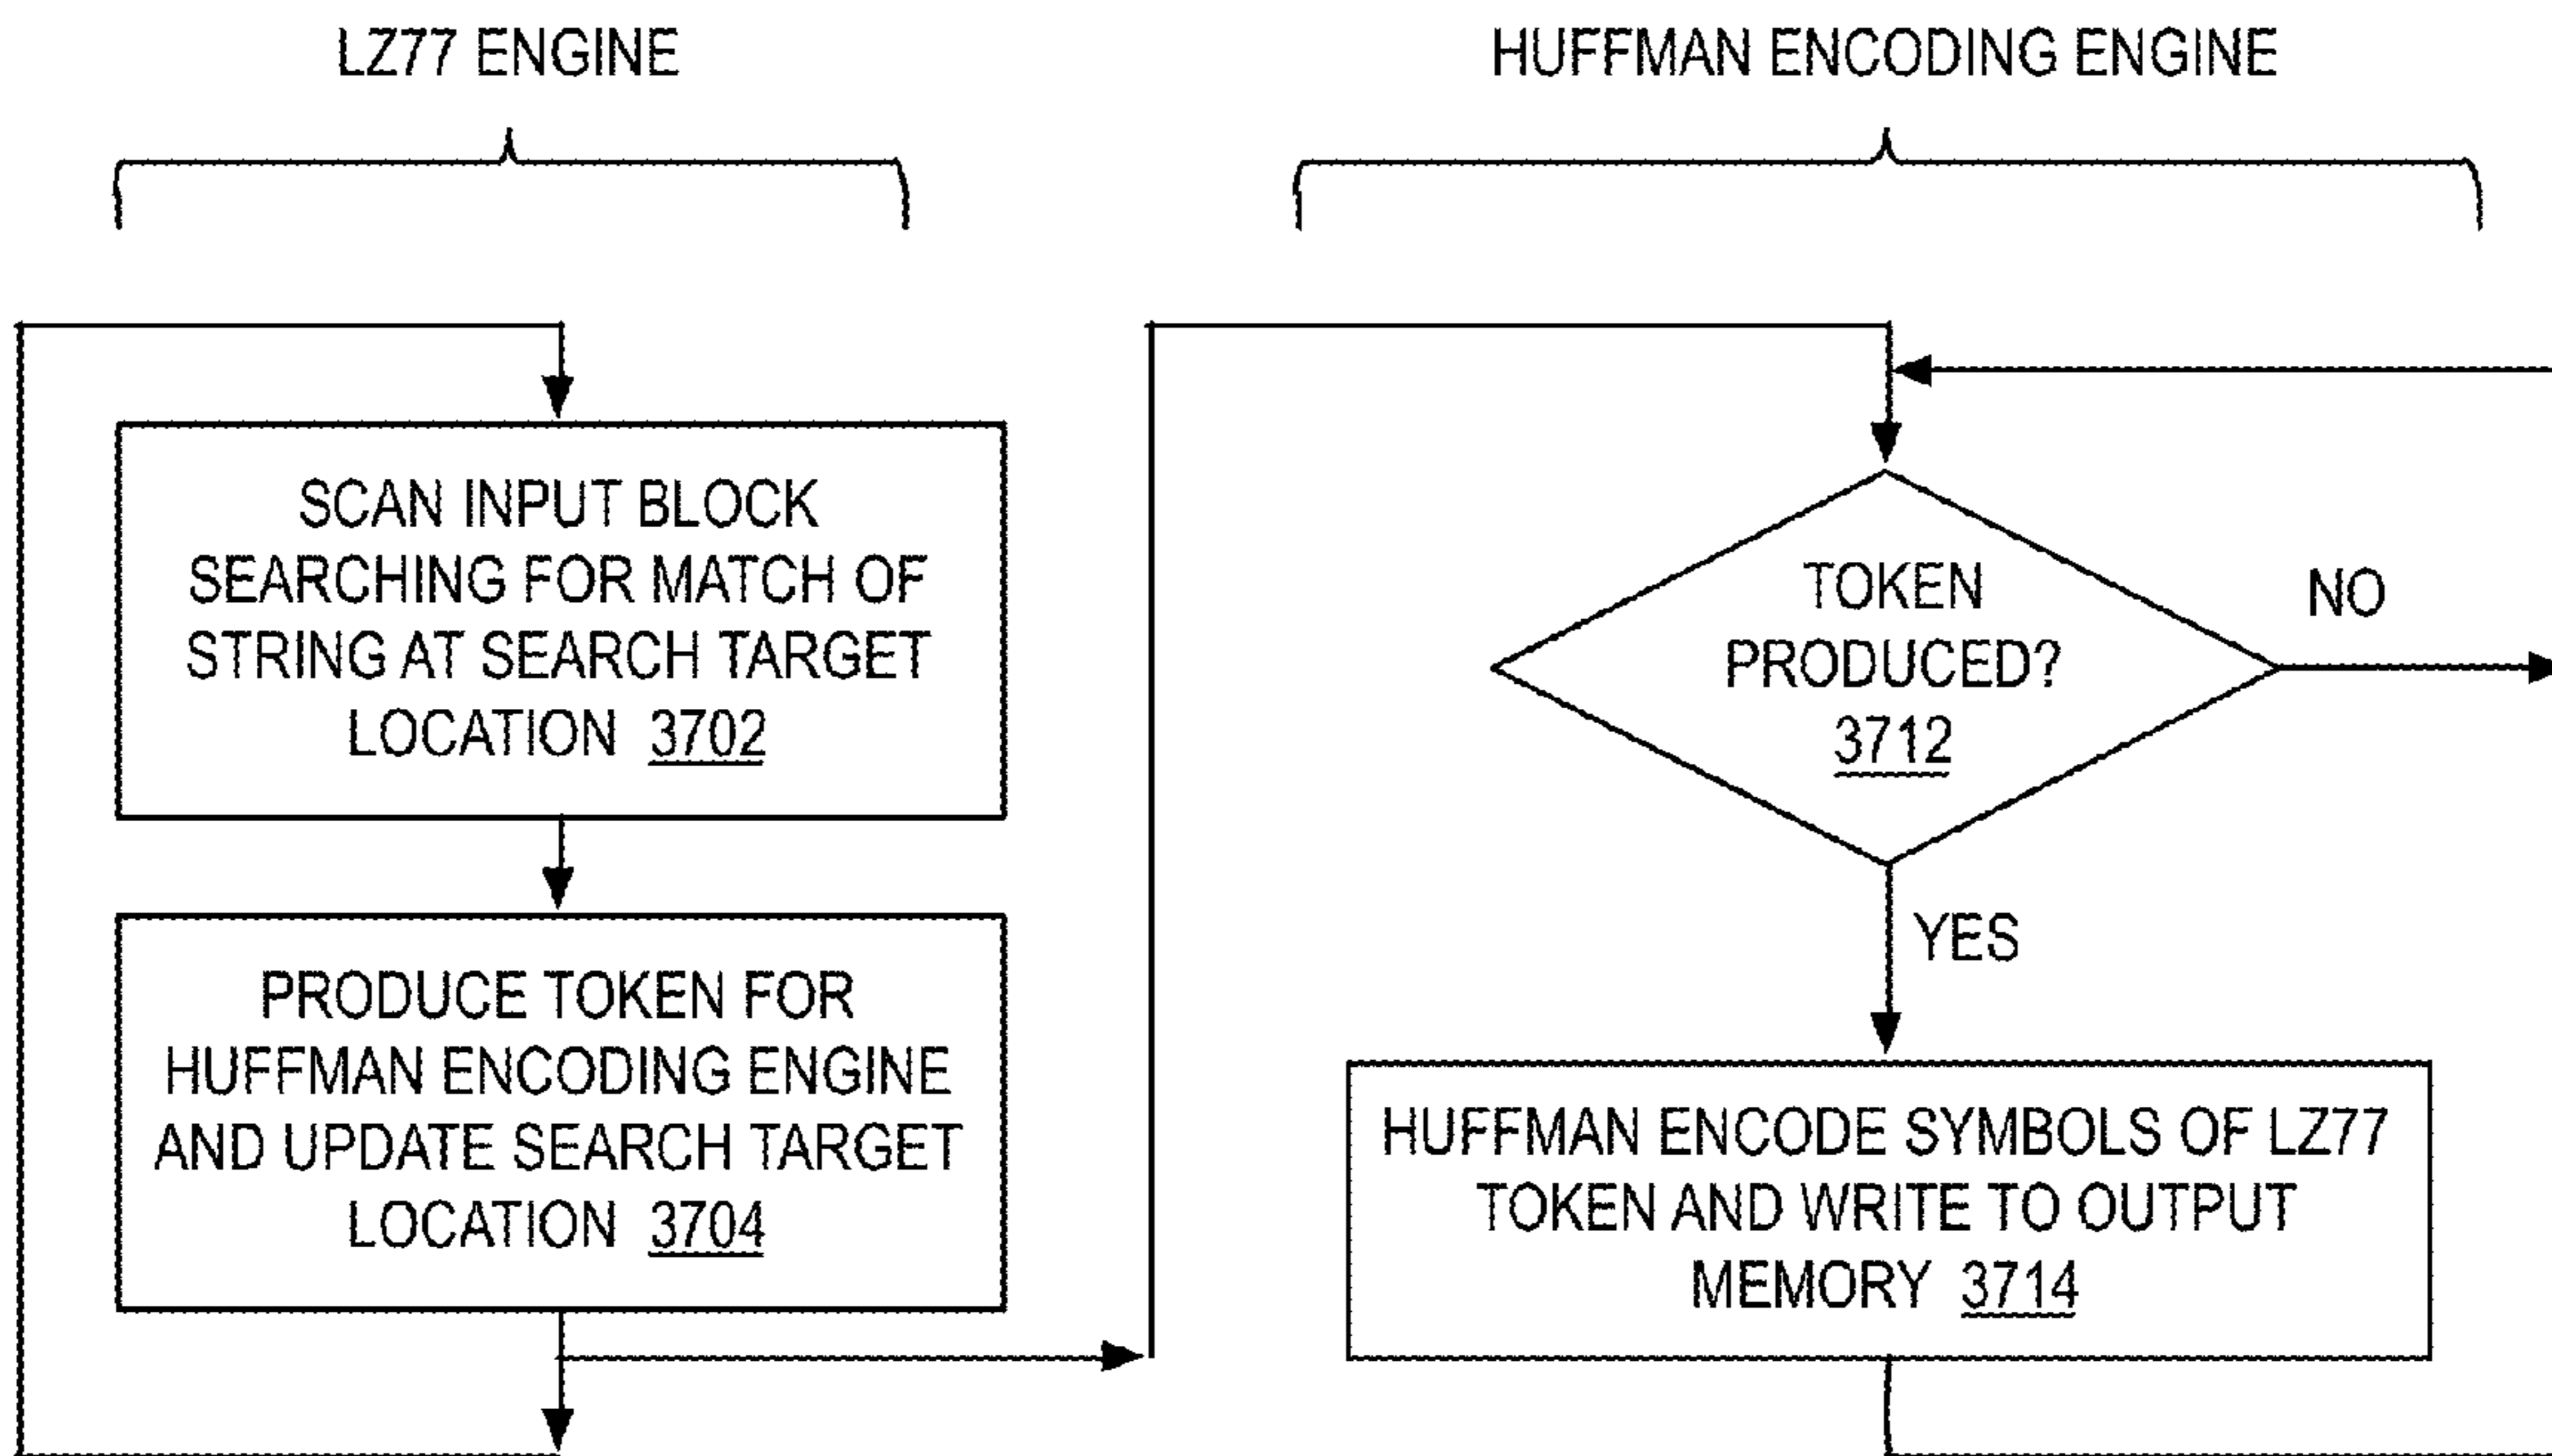 LZ77 ENGINE
HUFFMAN ENCODING ENGINE
SCAN INPUT BLOCK
SEARCHING FOR MATCH OF
STRING AT SEARCH TARGET
LOCATION 3702
PRODUCE TOKEN FOR
HUFFMAN ENCODING ENGINE
AND UPDATE SEARCH TARGET
LOCATION 3704
TOKEN
PRODUCED?
3712
NO
YES
HUFFMAN ENCODE SYMBOLS OF LZ77
TOKEN AND WRITE TO OUTPUT
MEMORY 3714